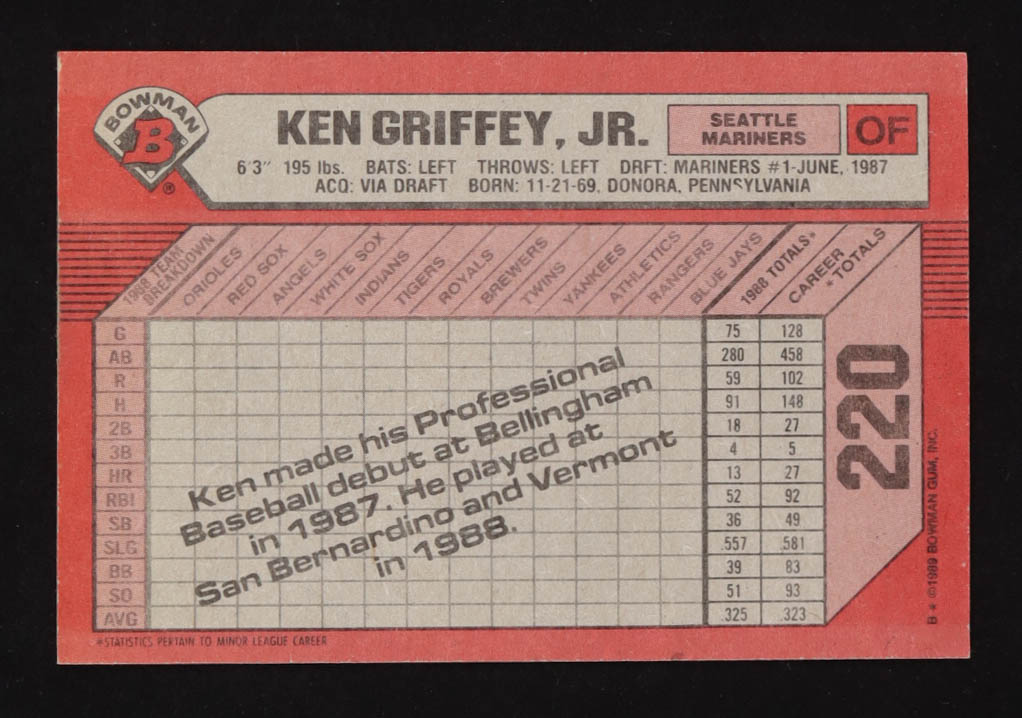 BOWMAN
B
®
KEN GRIFFEY, JR.
SEATTLE
MARINERS
OF
6'3" 195 lbs. BATS: LEFT THROWS: LEFT DRFT: MARINERS #1-JUNE, 1987
ACQ: VIA DRAFT BORN: 11-21-69, DONORA, PENNSYLVANIA
1988 TEAM
BREAKDOWN
ORIOLES
RED SOX
ANGELS
WHITE SOX
INDIANS
TIGERS
ROYALS
BREWERS
TWINS
YANKEES
ATHLETICS
RANGERS
BLUE JAYS
1988 TOTALS*
CAREER
*TOTALS
G 75 128
AB 280 458
R 59 102
H 91 148
2B 18 27
3B 4 5
HR 13 27
RBI 52 92
SB 36 49
SLG .557 .581
BB 39 83
SO 51 93
AVG .325 .323
Ken made his Professional
Baseball debut at Bellingham
in 1987. He played at
San Bernardino and Vermont
in 1988.
220
B * ©1989 BOWMAN GUM, INC.
*STATISTICS PERTAIN TO MINOR LEAGUE CAREER